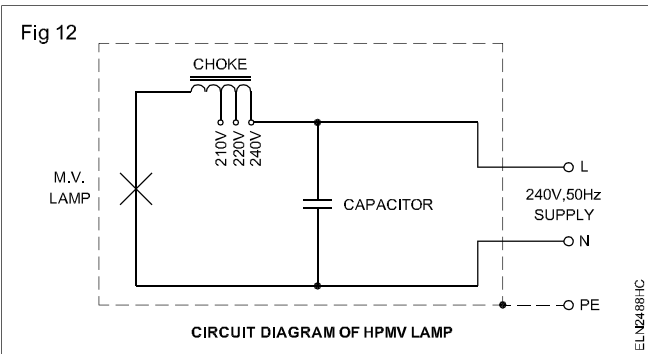 Fig 12
CHOKE
210V
220V
240V
M.V.
LAMP
CAPACITOR
L
240V,50Hz
SUPPLY
N
PE
CIRCUIT DIAGRAM OF HPMV LAMP
ELN2488HC